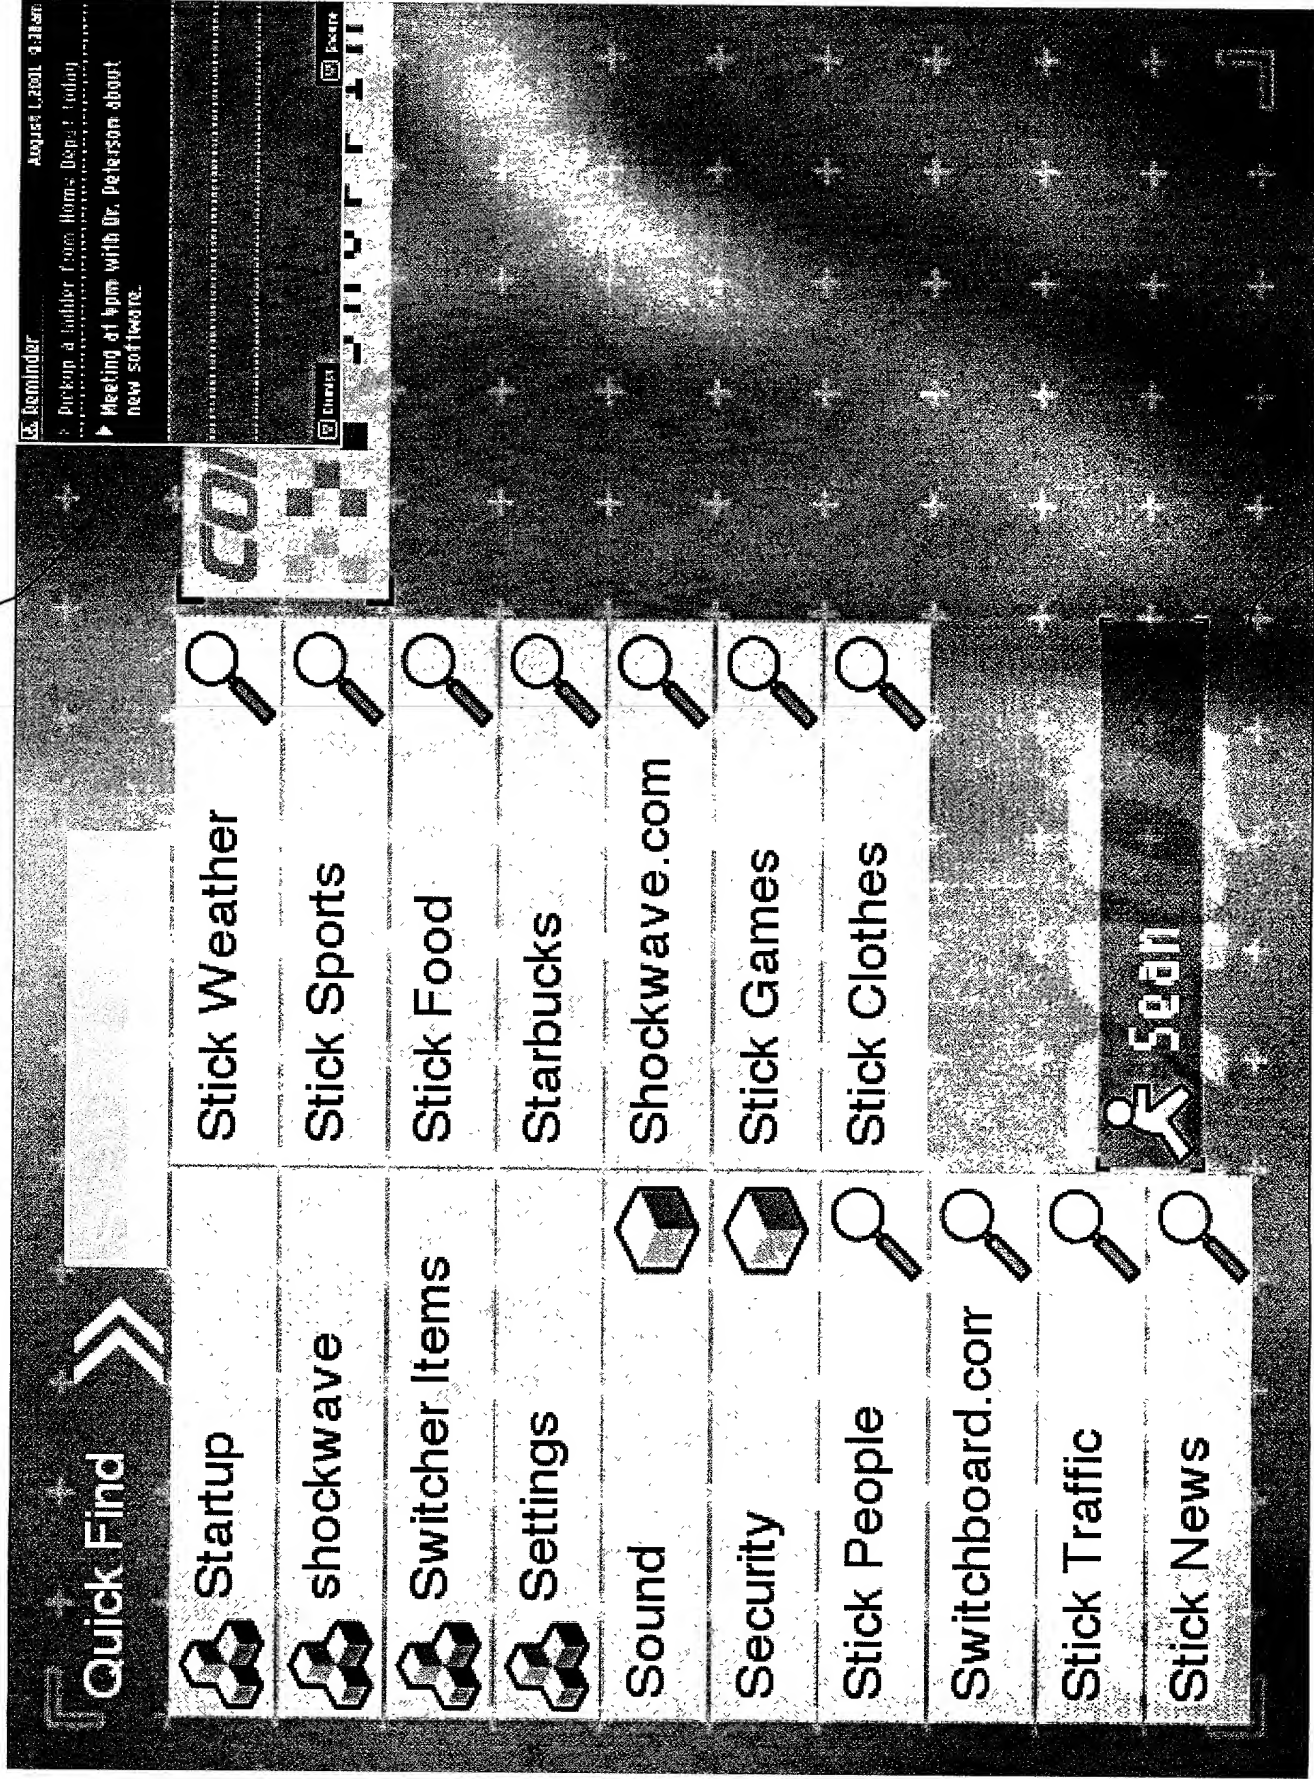 Quick Find
Startup
shockwave
Switcher Items
Settings
Sound
Security
Stick People
Switchboard.com
Stick Traffic
Stick News
Stick Weather
Stick Sports
Stick Food
Starbucks
Shockwave.com
Stick Games
Stick Clothes
Sean
Reminder August 1,2001 9:38am
Pickup a ladder from Home Depot today
Meeting at 4pm with Dr. Peterson about
new software.